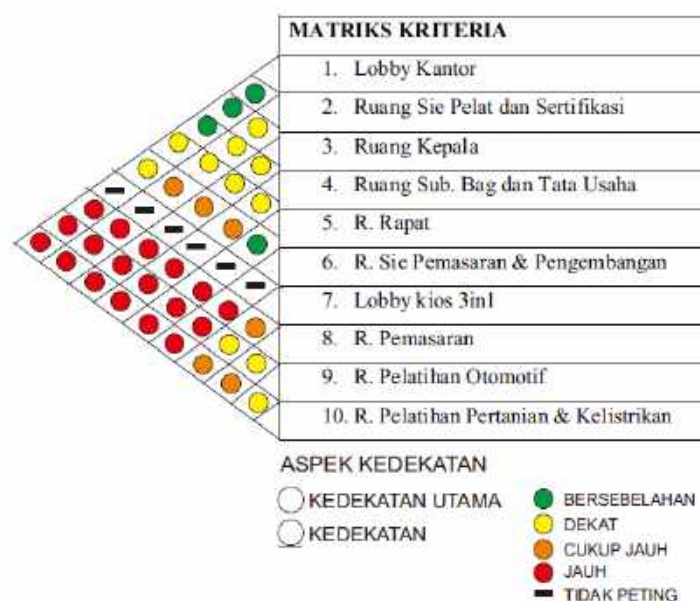 MATRIKS KRITERIA
1. Lobby Kantor
2. Ruang Sie Pelat dan Sertifikasi
3. Ruang Kepala
4. Ruang Sub. Bag dan Tata Usaha
5. R. Rapat
6. R. Sie Pemasaran & Pengembangan
7. Lobby kios 3in1
8. R. Pemasaran
9. R. Pelatihan Otomotif
10. R. Pelatihan Pertanian & Kelistrikan
ASPEK KEDEKATAN
KEDEKATAN UTAMA
KEDEKATAN
BERSEBELAHAN
DEKAT
CUKUP JAUH
JAUH
TIDAK PETING